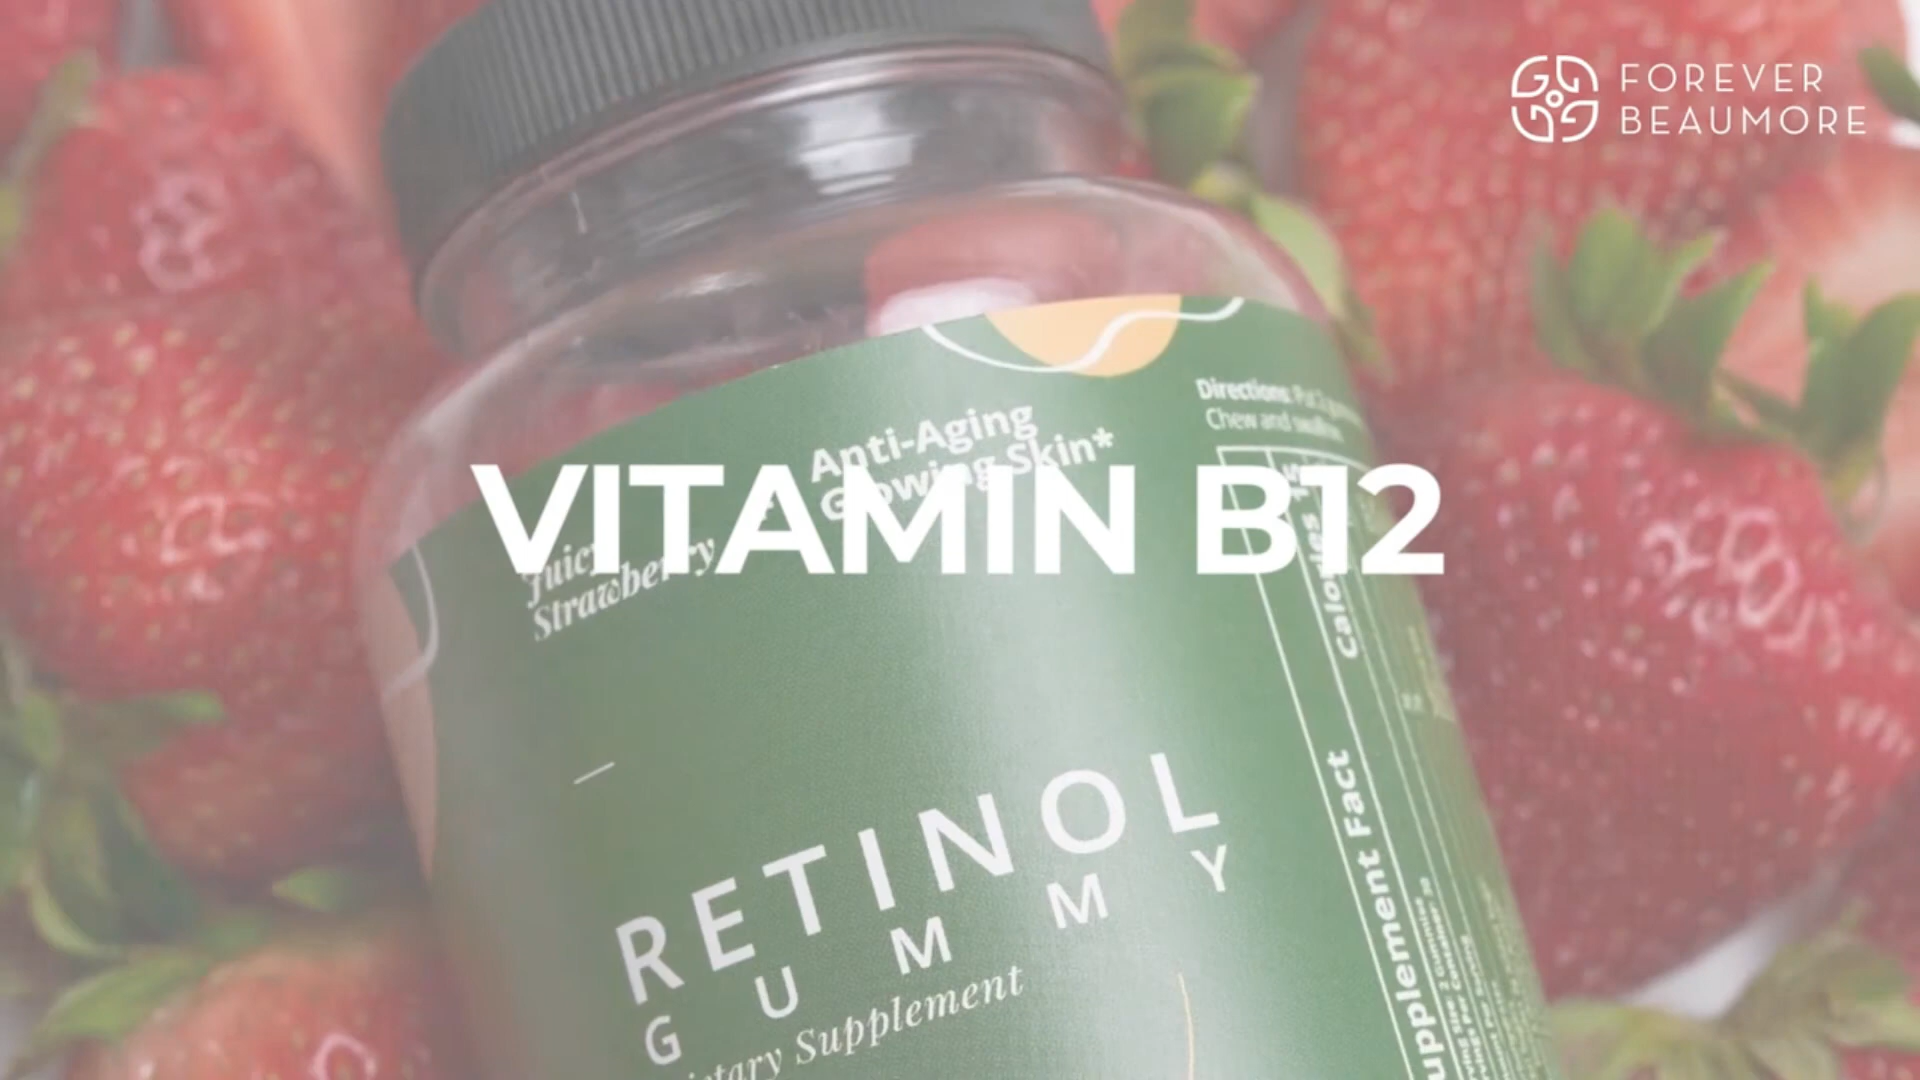 FOREVER
BEAUMORE
Directions:
Chew and swallow
Anti-Aging
Glowing Skin*
VITAMIN B12
Juicy
Strawberry
Calories 15
RETINOL
GUMMY
Supplement
Supplement Fact